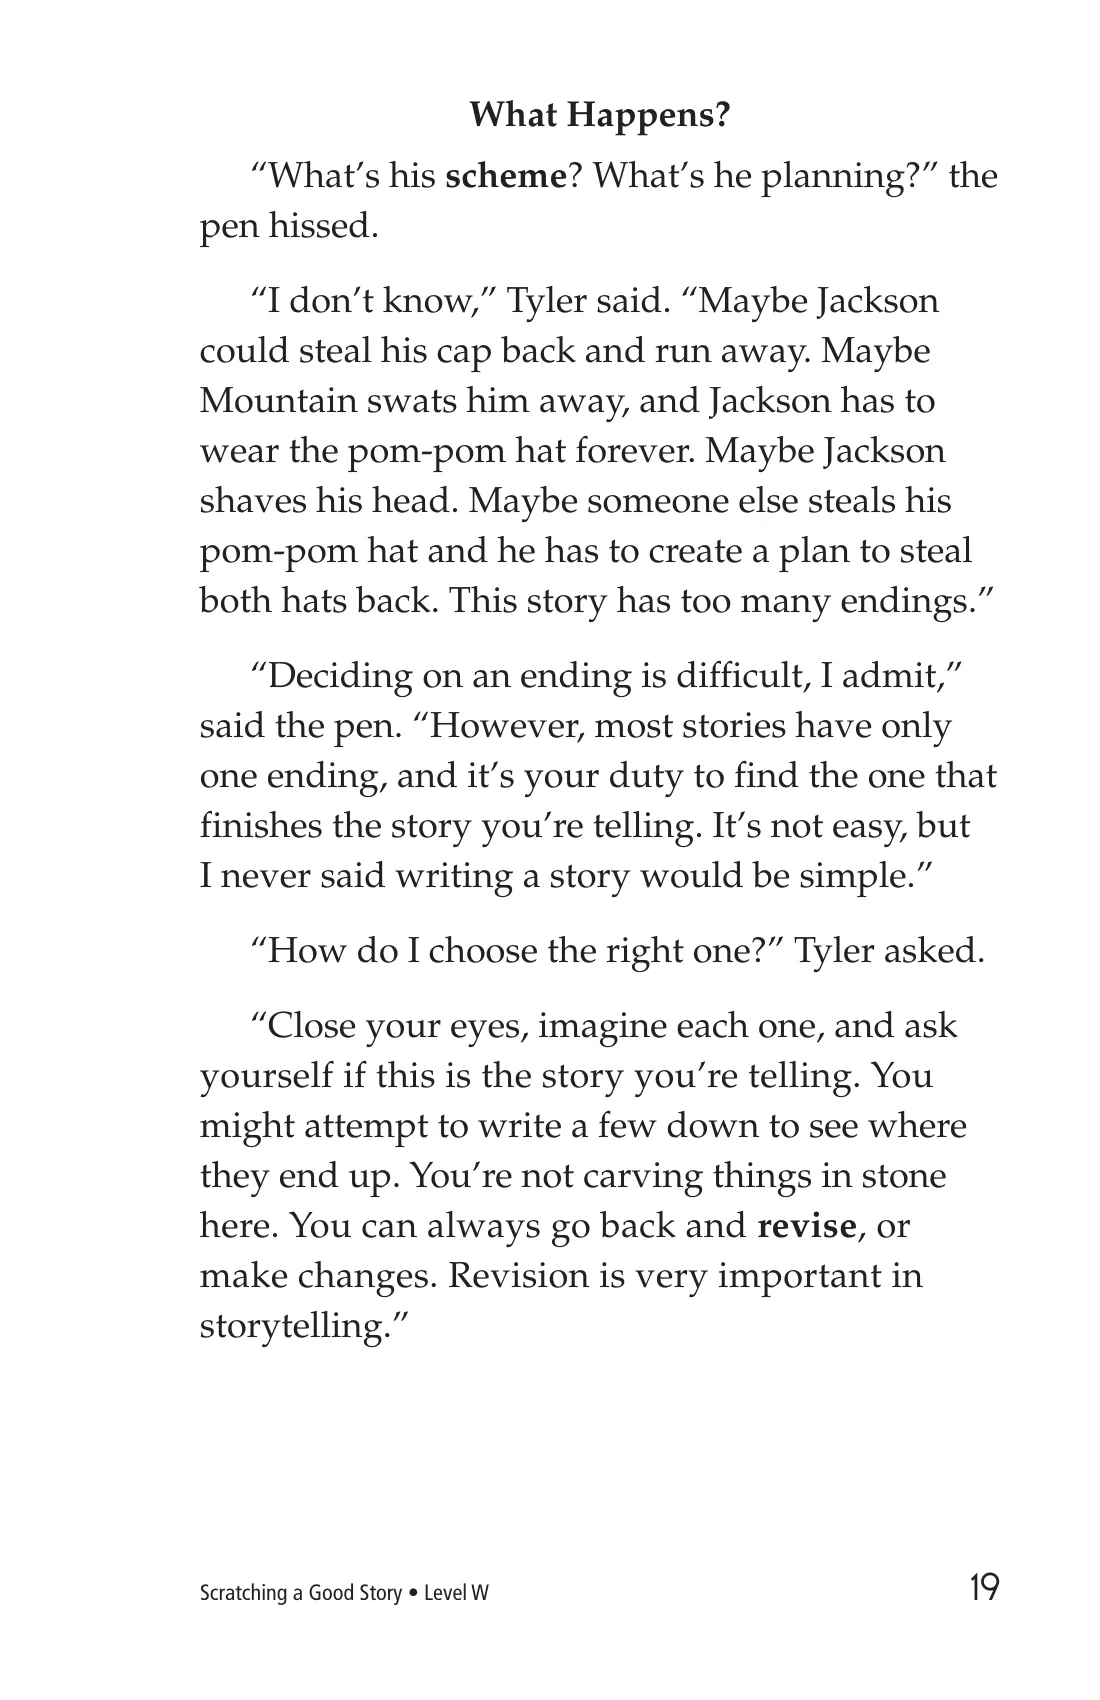 What Happens?
“What’s his scheme? What’s he planning?” the
pen hissed.
“I don’t know,” Tyler said. “Maybe Jackson
could steal his cap back and run away. Maybe
Mountain swats him away, and Jackson has to
wear the pom-pom hat forever. Maybe Jackson
shaves his head. Maybe someone else steals his
pom-pom hat and he has to create a plan to steal
both hats back. This story has too many endings.”
“Deciding on an ending is difficult, I admit,”
said the pen. “However, most stories have only
one ending, and it’s your duty to find the one that
finishes the story you’re telling. It’s not easy, but
I never said writing a story would be simple.”
“How do I choose the right one?” Tyler asked.
“Close your eyes, imagine each one, and ask
yourself if this is the story you’re telling. You
might attempt to write a few down to see where
they end up. You’re not carving things in stone
here. You can always go back and revise, or
make changes. Revision is very important in
storytelling.”
Scratching a Good Story • Level W
19